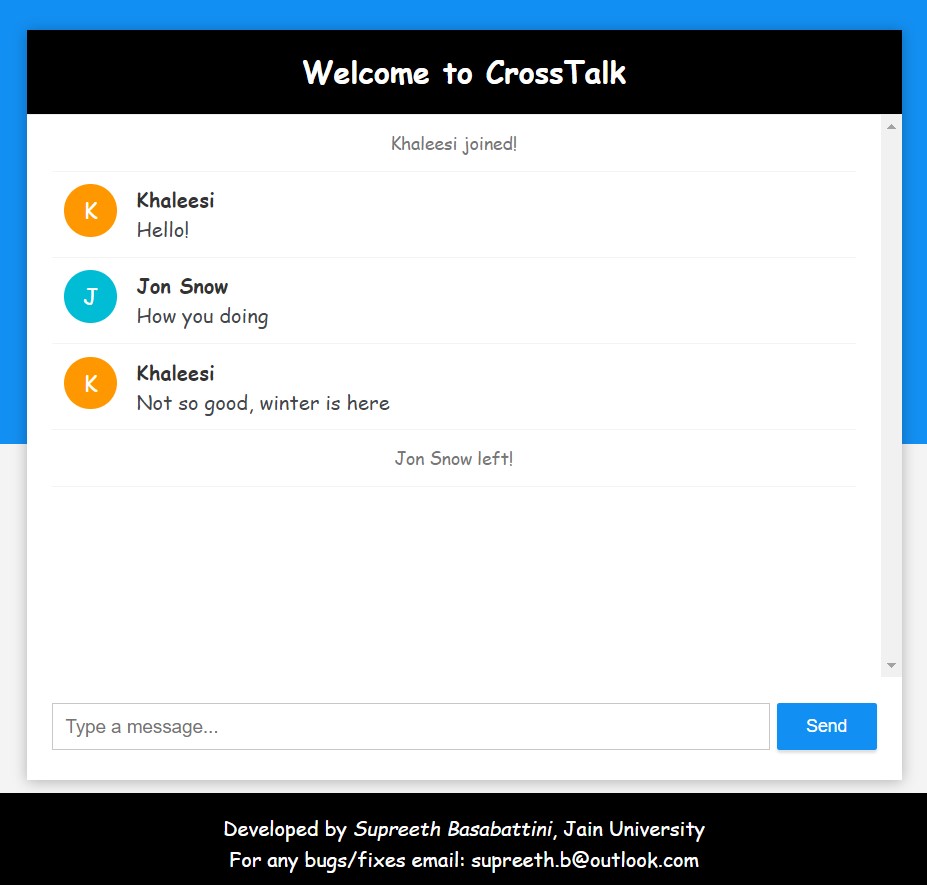 Welcome to CrossTalk
Khaleesi joined!
K
Khaleesi
Hello!
J
Jon Snow
How you doing
K
Khaleesi
Not so good, winter is here
Jon Snow left!
Type a message...
Send
Developed by Supreeth Basabattini, Jain University
For any bugs/fixes email: supreeth.b@outlook.com